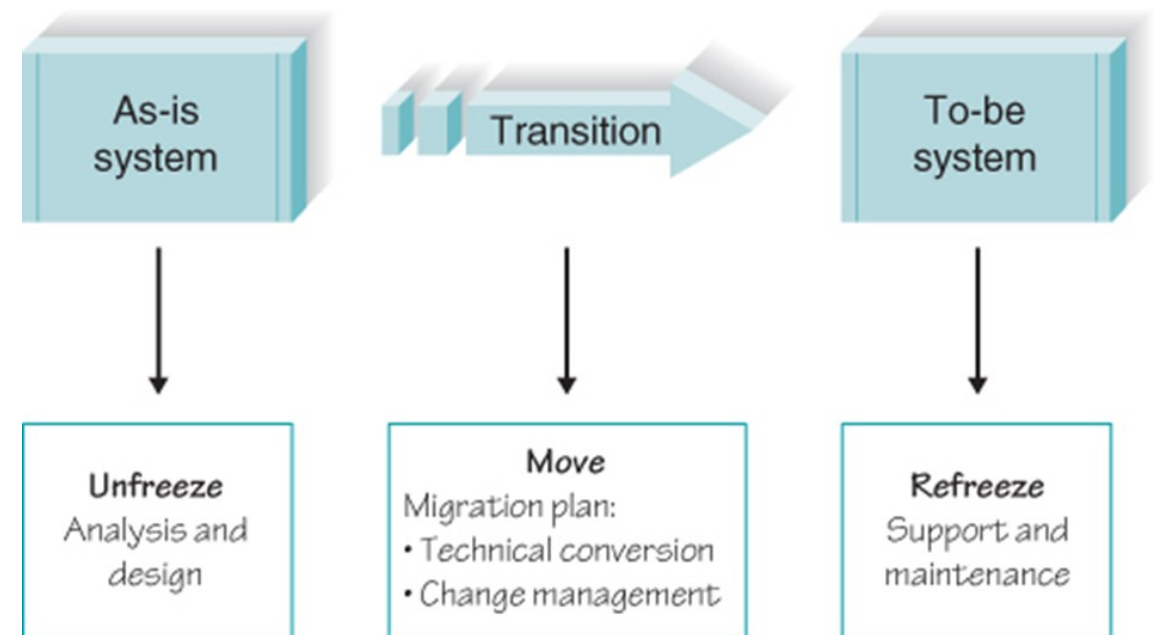 As-is
system
Transition
To-be
system
Unfreeze
Analysis and
design
Move
Migration plan:
• Technical conversion
• Change management
Refreeze
Support and
maintenance